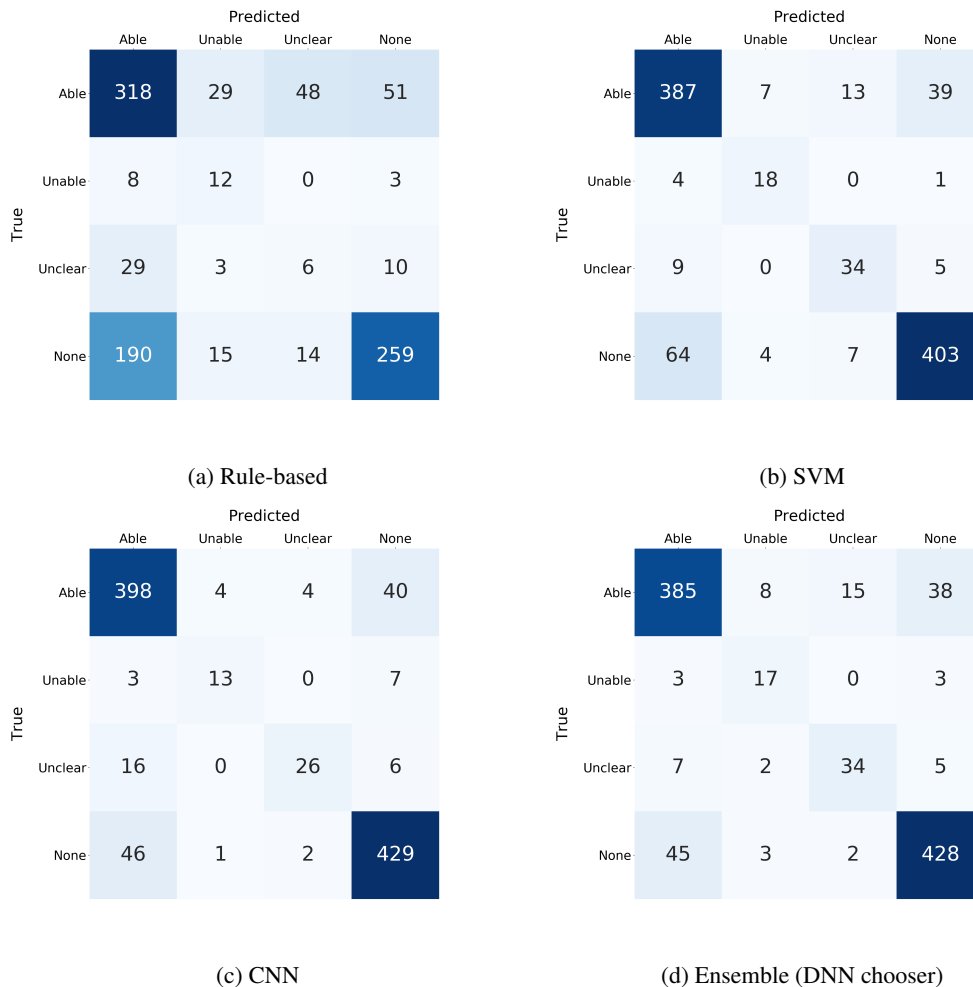 Predicted
Able Unable Unclear None
True
Able 318 29 48 51
Unable 8 12 0 3
Unclear 29 3 6 10
None 190 15 14 259
(a) Rule-based
Predicted
Able Unable Unclear None
True
Able 387 7 13 39
Unable 4 18 0 1
Unclear 9 0 34 5
None 64 4 7 403
(b) SVM
Predicted
Able Unable Unclear None
True
Able 398 4 4 40
Unable 3 13 0 7
Unclear 16 0 26 6
None 46 1 2 429
(c) CNN
Predicted
Able Unable Unclear None
True
Able 385 8 15 38
Unable 3 17 0 3
Unclear 7 2 34 5
None 45 3 2 428
(d) Ensemble (DNN chooser)